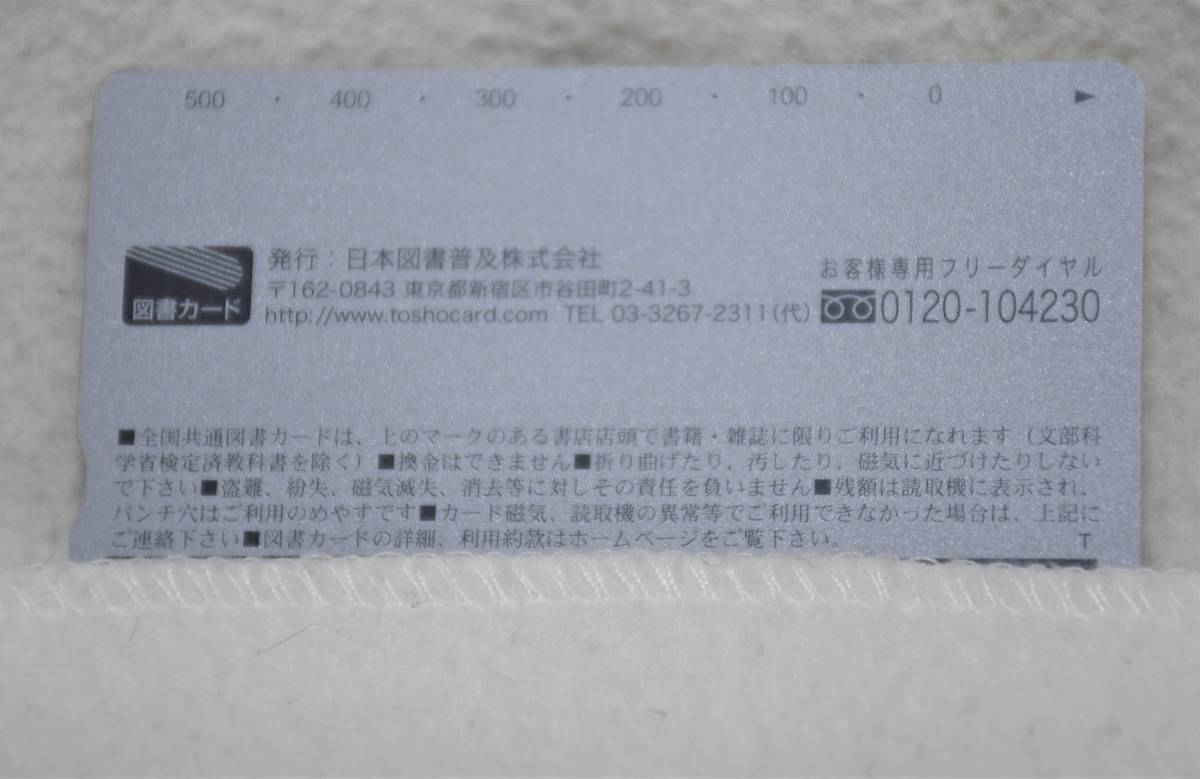 500 · 400 · 300 · 200 · 100 · 0 ▶
図書カード
発行：日本図書普及株式会社
〒162-0843 東京都新宿区市谷田町2-41-3
http://www.toshocard.com TEL 03-3267-2311(代)
お客様専用フリーダイヤル
0120-104230
■全国共通図書カードは、上のマークのある書店店頭で書籍・雑誌に限りご利用になれます（文部科
学省検定済教科書を除く）■換金はできません■折り曲げたり、汚したり、磁気に近づけたりしない
で下さい■盗難、紛失、磁気滅失、消去等に対しその責任を負いません■残額は読取機に表示され、
パンチ穴はご利用のめやすです■カード磁気、読取機の異常等でご利用できなかった場合は、上記に
ご連絡下さい■図書カードの詳細、利用約款はホームページをご覧下さい。
T